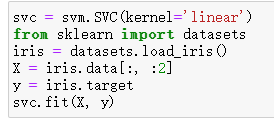 svc = svm.SVC(kernel='linear')
from sklearn import datasets
iris = datasets.load_iris()
X = iris.data[:, :2]
y = iris.target
svc.fit(X, y)